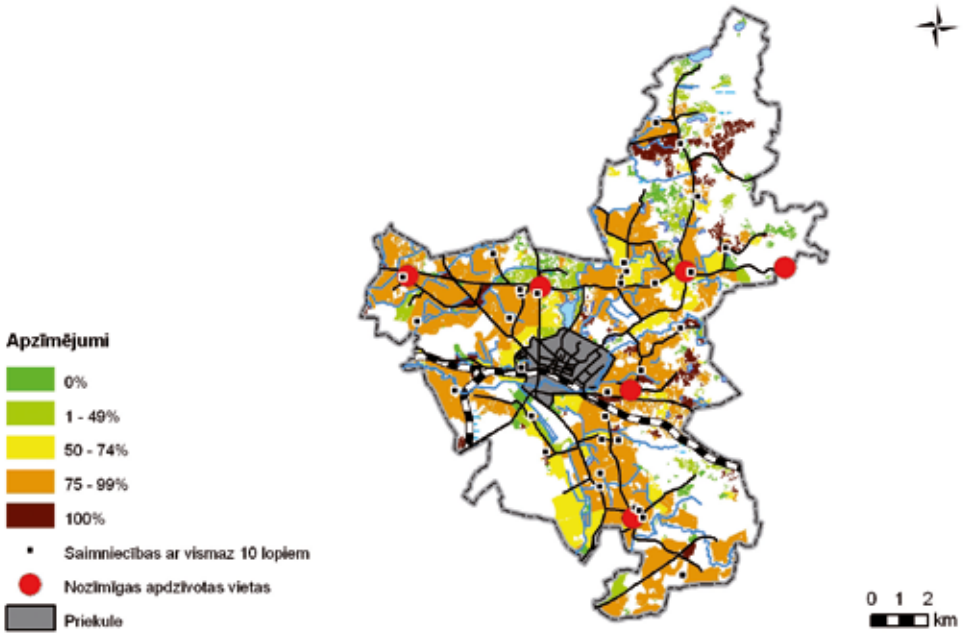 Apzīmējumi
0%
1 - 49%
50 - 74%
75 - 99%
100%
Saimniecības ar vismaz 10 lopiem
Nozīmīgas apdzīvotas vietas
Priekule
0 1 2
km